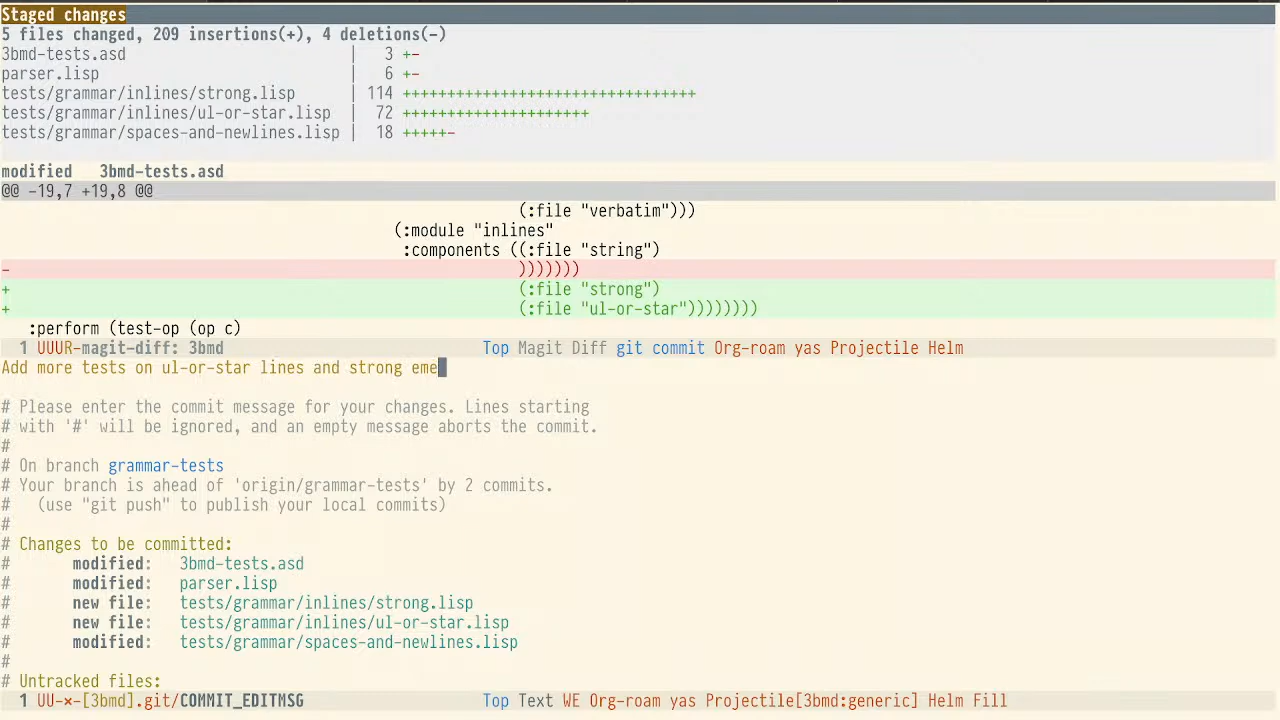 Staged changes
5 files changed, 209 insertions(+), 4 deletions(-)
3bmd-tests.asd                          |   3 +-
parser.lisp                             |   6 +-
tests/grammar/inlines/strong.lisp       | 114 +++++++++++++++++++++++++++++++++
tests/grammar/inlines/ul-or-star.lisp   |  72 +++++++++++++++++++++
tests/grammar/spaces-and-newlines.lisp |  18 +++++-
modified   3bmd-tests.asd
@@ -19,7 +19,8 @@
(:file "verbatim")))
(:module "inlines"
:components ((:file "string")
- )))))))
+ (:file "strong")
+ (:file "ul-or-star"))))))))
:perform (test-op (op c)
1 UUUR-magit-diff: 3bmd Top Magit Diff git commit Org-roam yas Projectile Helm
Add more tests on ul-or-star lines and strong eme
# Please enter the commit message for your changes. Lines starting
# with '#' will be ignored, and an empty message aborts the commit.
#
# On branch grammar-tests
# Your branch is ahead of 'origin/grammar-tests' by 2 commits.
#   (use "git push" to publish your local commits)
#
# Changes to be committed:
#       modified:   3bmd-tests.asd
#       modified:   parser.lisp
#       new file:   tests/grammar/inlines/strong.lisp
#       new file:   tests/grammar/inlines/ul-or-star.lisp
#       modified:   tests/grammar/spaces-and-newlines.lisp
#
# Untracked files:
1 UU-×-[3bmd].git/COMMIT_EDITMSG Top Text WE Org-roam yas Projectile[3bmd:generic] Helm Fill